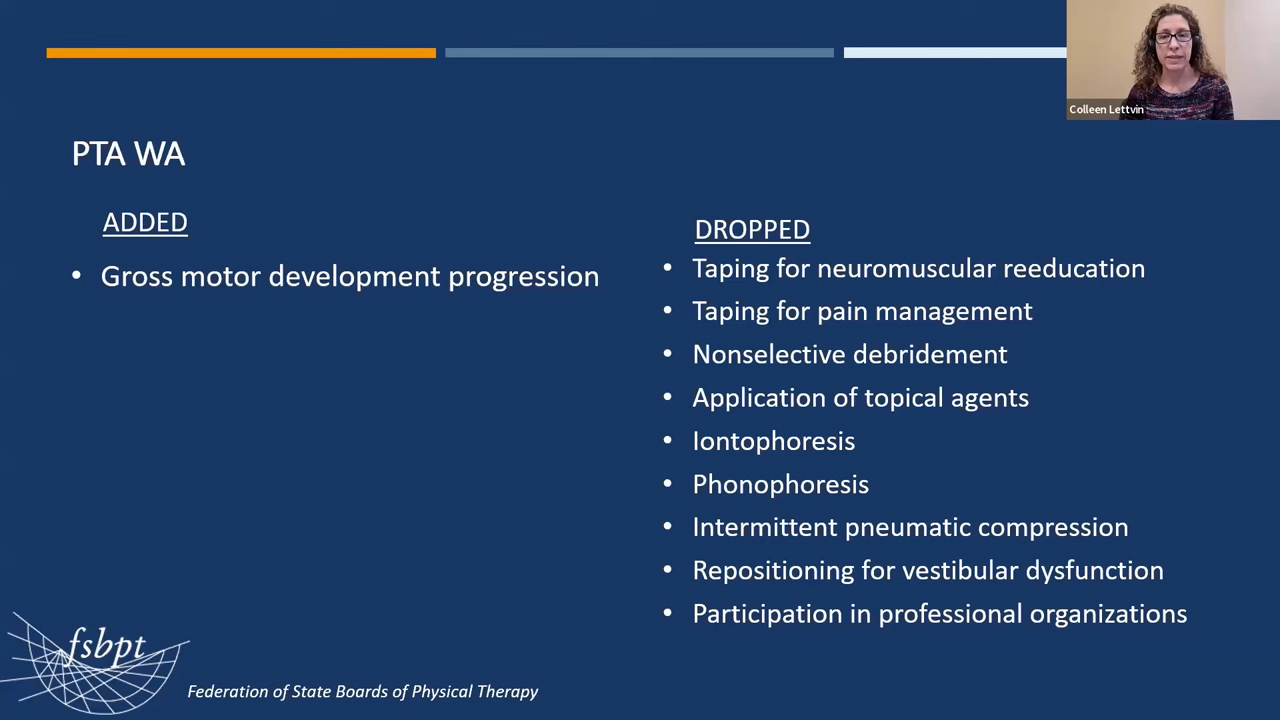 Colleen Lettvin
PTA WA
ADDED
• Gross motor development progression
DROPPED
• Taping for neuromuscular reeducation
• Taping for pain management
• Nonselective debridement
• Application of topical agents
• Iontophoresis
• Phonophoresis
• Intermittent pneumatic compression
• Repositioning for vestibular dysfunction
• Participation in professional organizations
fsbpt
Federation of State Boards of Physical Therapy